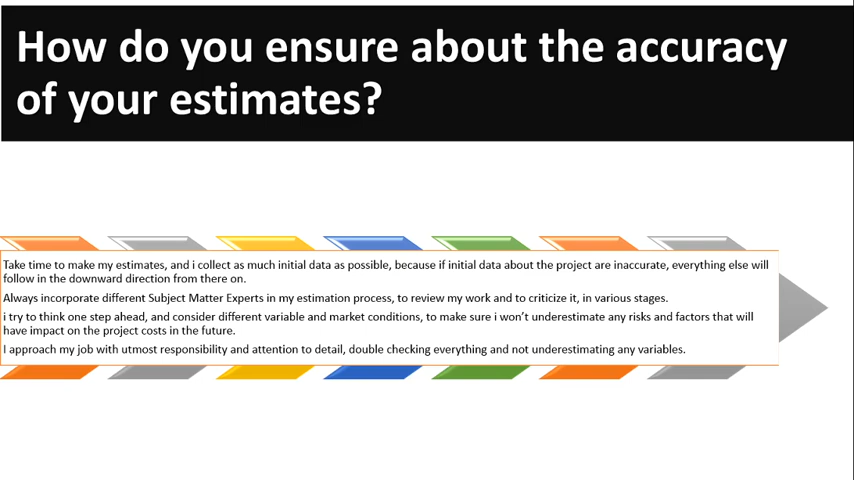 How do you ensure about the accuracy
of your estimates?
Take time to make my estimates, and i collect as much initial data as possible, because if initial data about the project are inaccurate, everything else will
follow in the downward direction from there on.
Always incorporate different Subject Matter Experts in my estimation process, to review my work and to criticize it, in various stages.
i try to think one step ahead, and consider different variable and market conditions, to make sure i won't underestimate any risks and factors that will
have impact on the project costs in the future.
I approach my job with utmost responsibility and attention to detail, double checking everything and not underestimating any variables.